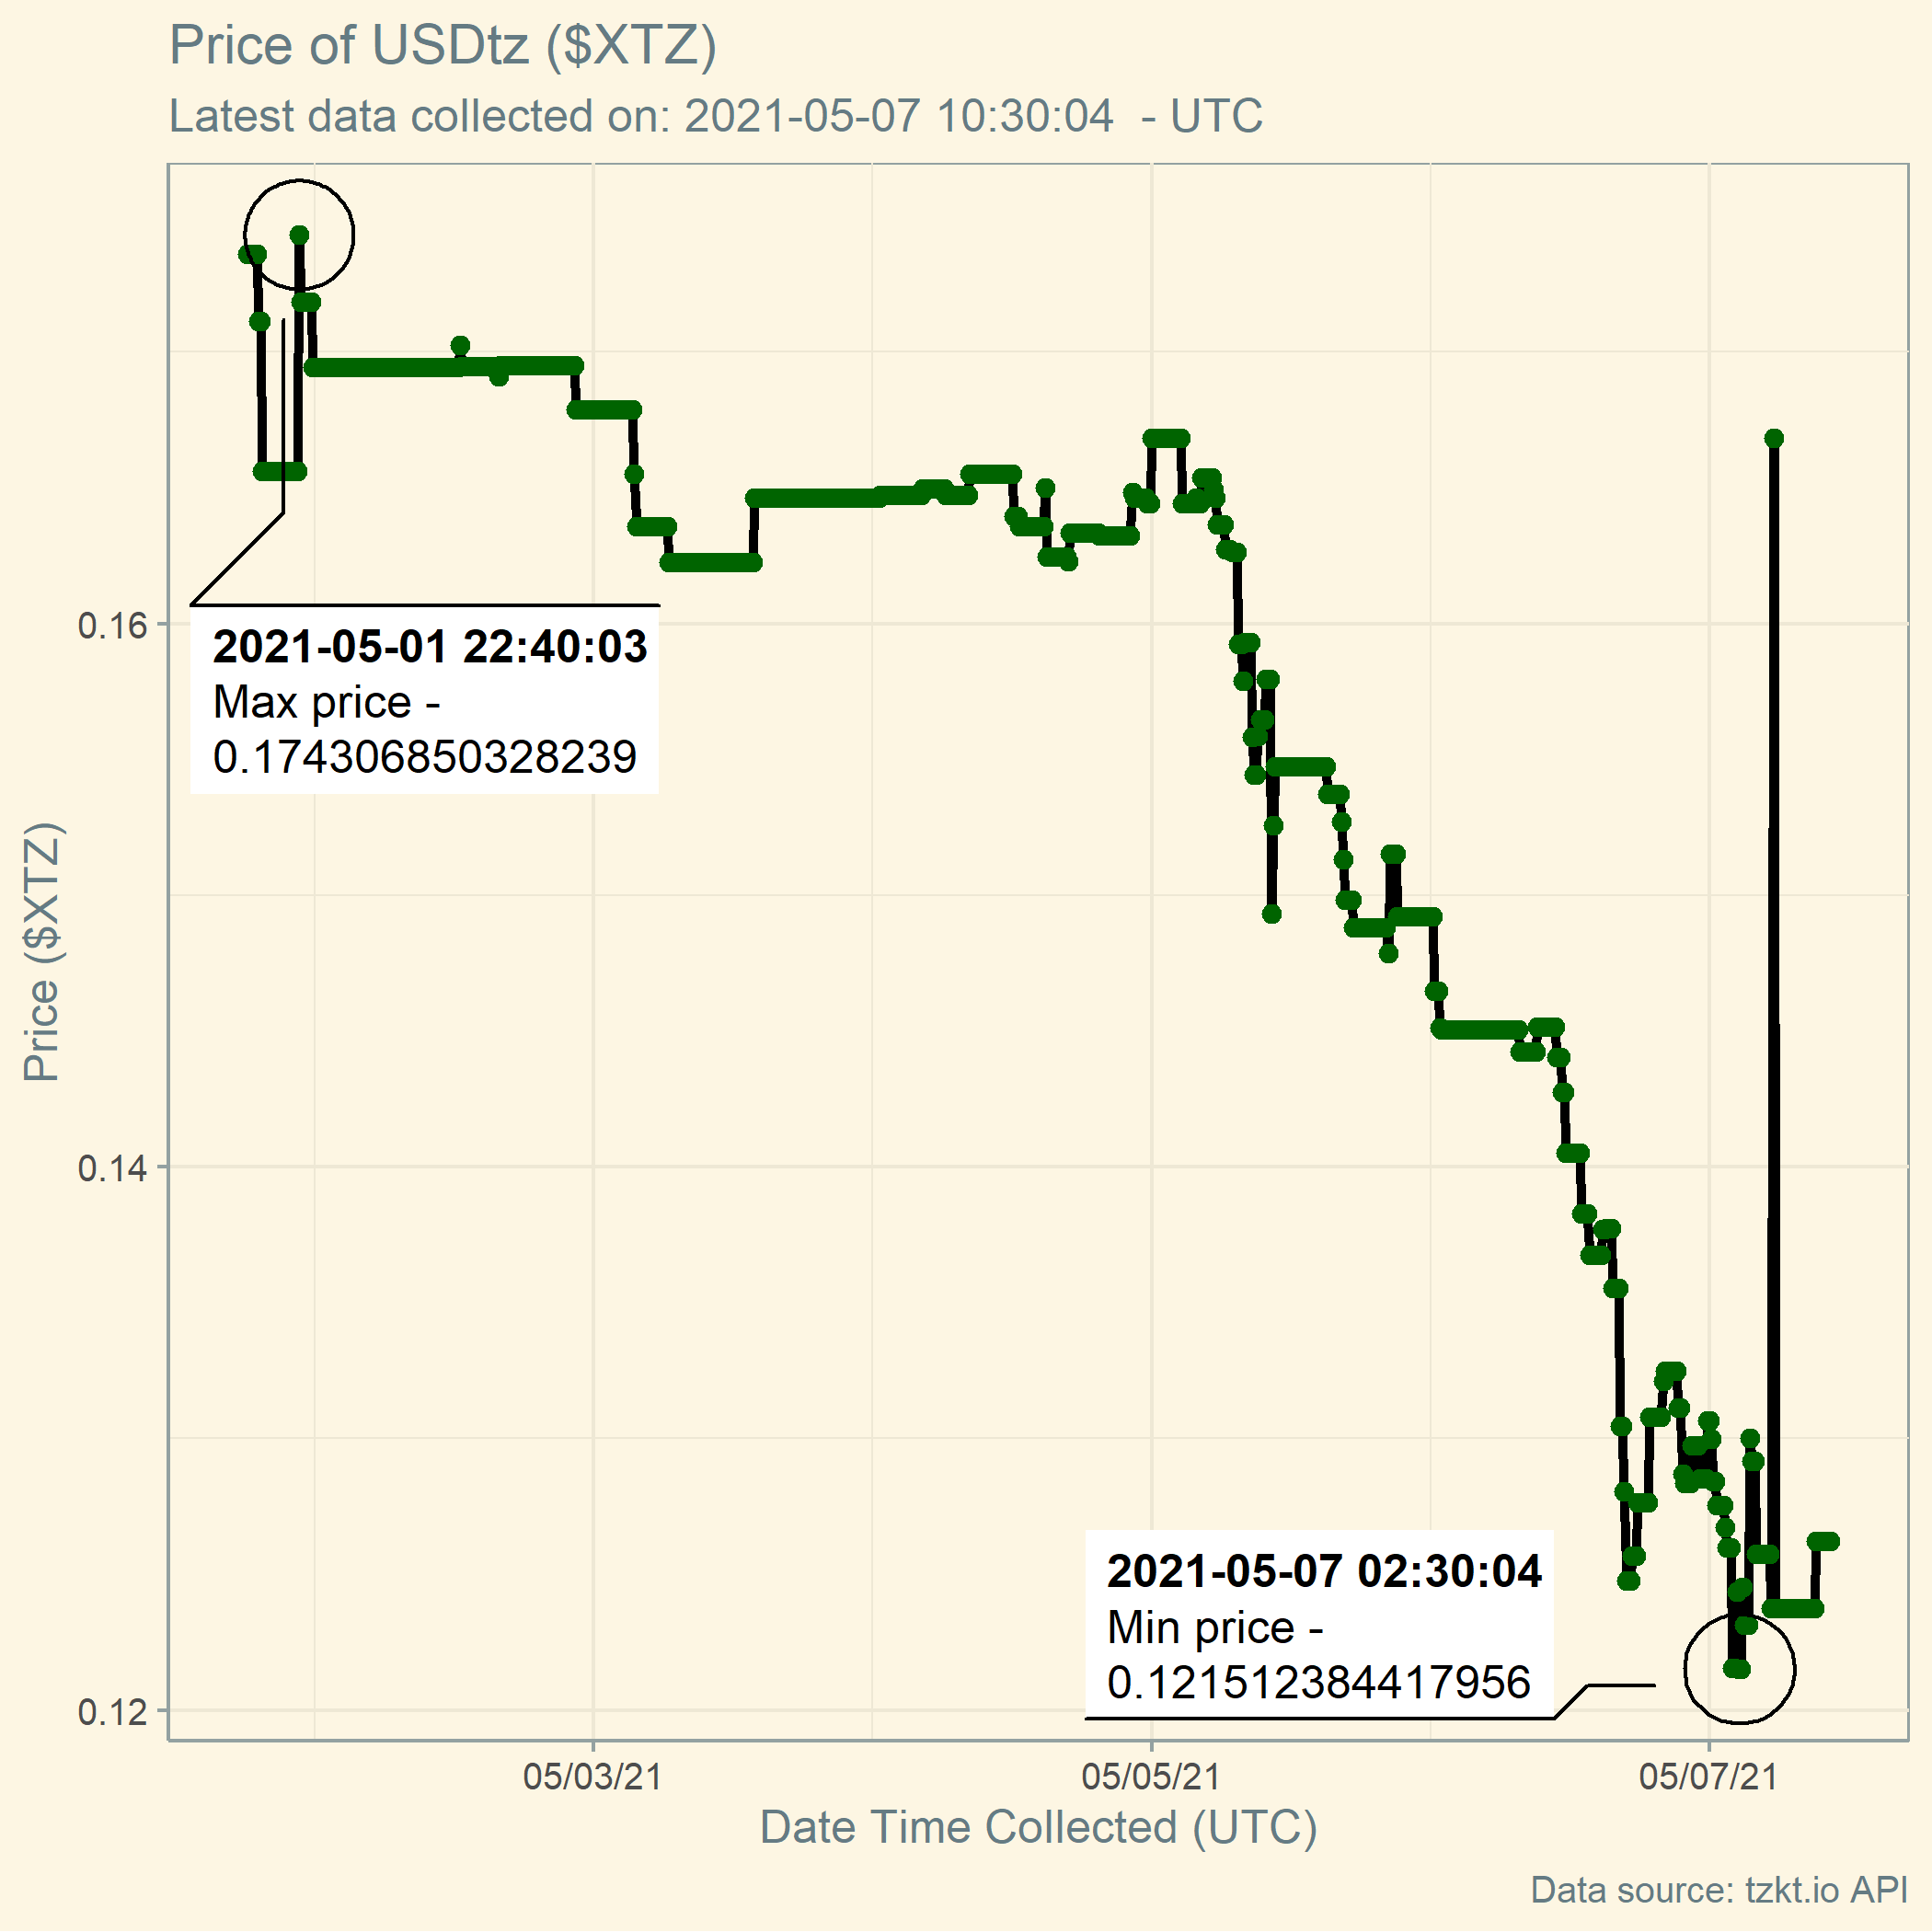 Price of USDtz ($XTZ)
Latest data collected on: 2021-05-07 10:30:04  - UTC
2021-05-01 22:40:03
Max price -
0.174306850328239
0.16
0.14
0.12
Price ($XTZ)
2021-05-07 02:30:04
Min price -
0.121512384417956
05/03/21
05/05/21
05/07/21
Date Time Collected (UTC)
Data source: tzkt.io API